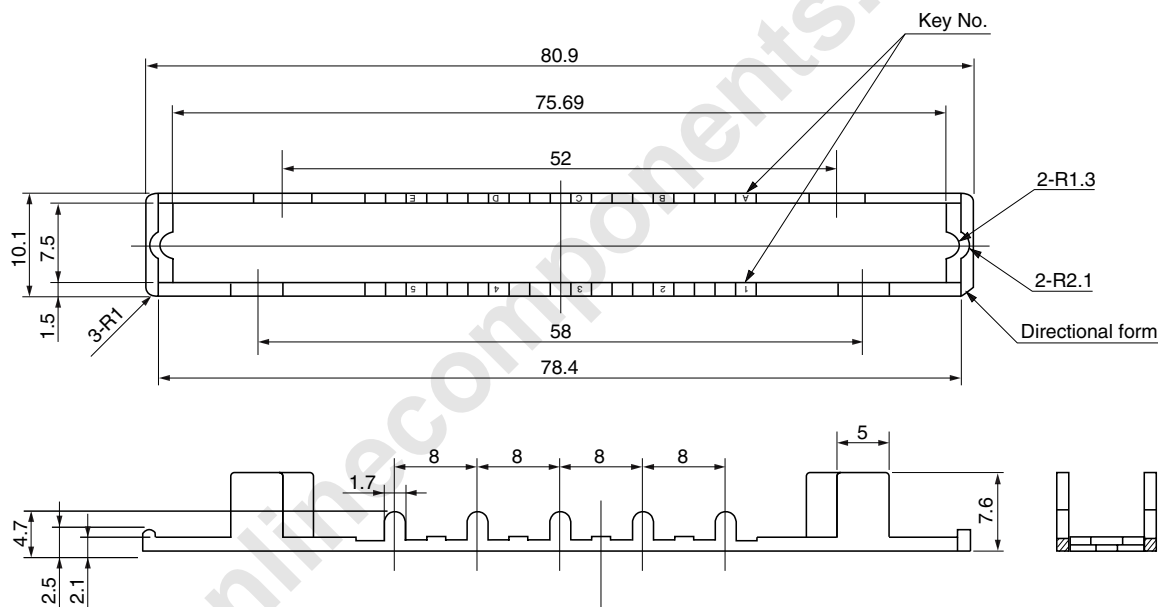 Key No.
80.9
75.69
52
2-R1.3
E D C B A
10.1
7.5
5 4 3 2 1
2-R2.1
1.5
3-R1
Directional form
58
78.4
5
8 8 8 8
1.7
4.7
7.6
2.5
2.1
onlinecomponents.